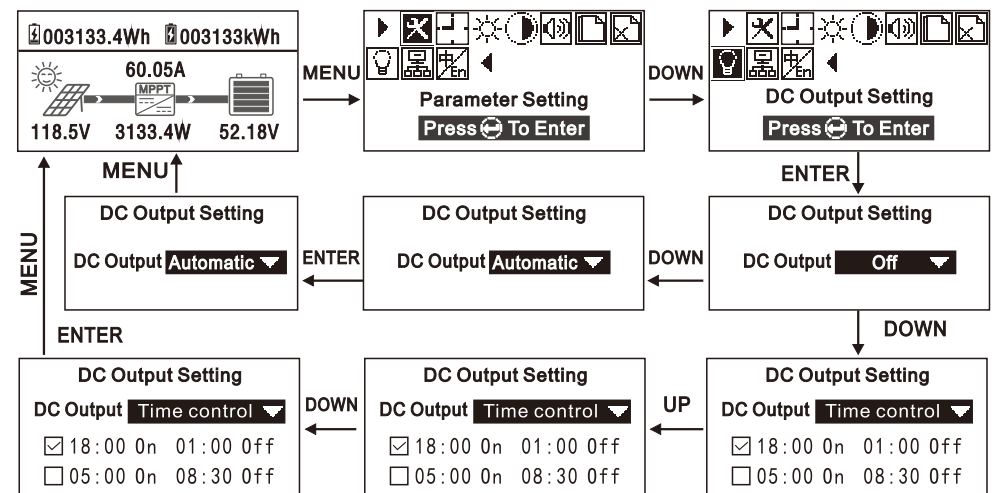 003133.4Wh 003133kWh
60.05A
MPPT
118.5V 3133.4W 52.18V
MENU
中/En
Parameter Setting
Press To Enter
DOWN
中/En
DC Output Setting
Press To Enter
MENU
ENTER
DC Output Setting
DC Output Automatic
ENTER
DC Output Setting
DC Output Automatic
DOWN
DC Output Setting
DC Output Off
MENU
ENTER
DOWN
DC Output Setting
DC Output Time control
18:00 On 01:00 Off
05:00 On 08:30 Off
DOWN
DC Output Setting
DC Output Time control
18:00 On 01:00 Off
05:00 On 08:30 Off
UP
DC Output Setting
DC Output Time control
18:00 On 01:00 Off
05:00 On 08:30 Off